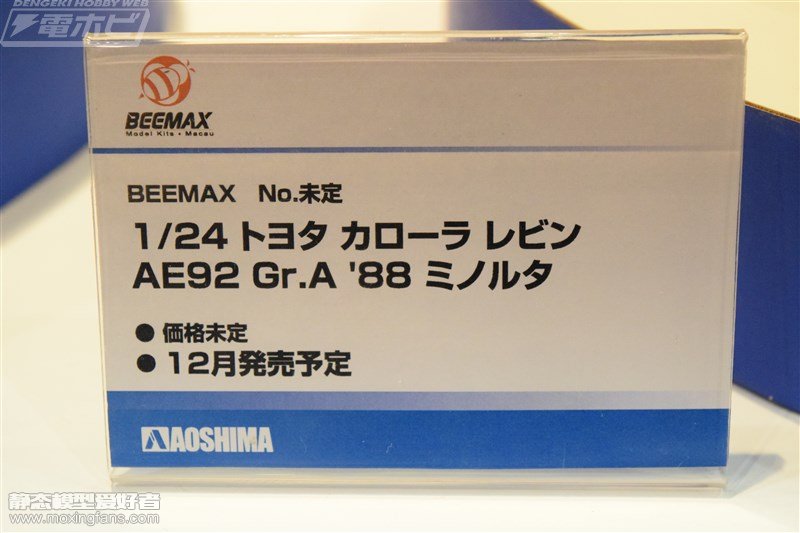 DENGEKI HOBBY WEB
電ホビ
BEEMAX
Model Kits • Macau
BEEMAX No.未定
1/24 トヨタ カローラ レビン
AE92 Gr.A '88 ミノルタ
● 価格未定
● 12月発売予定
AOSHIMA
静态模型爱好者
www.moxingfans.com